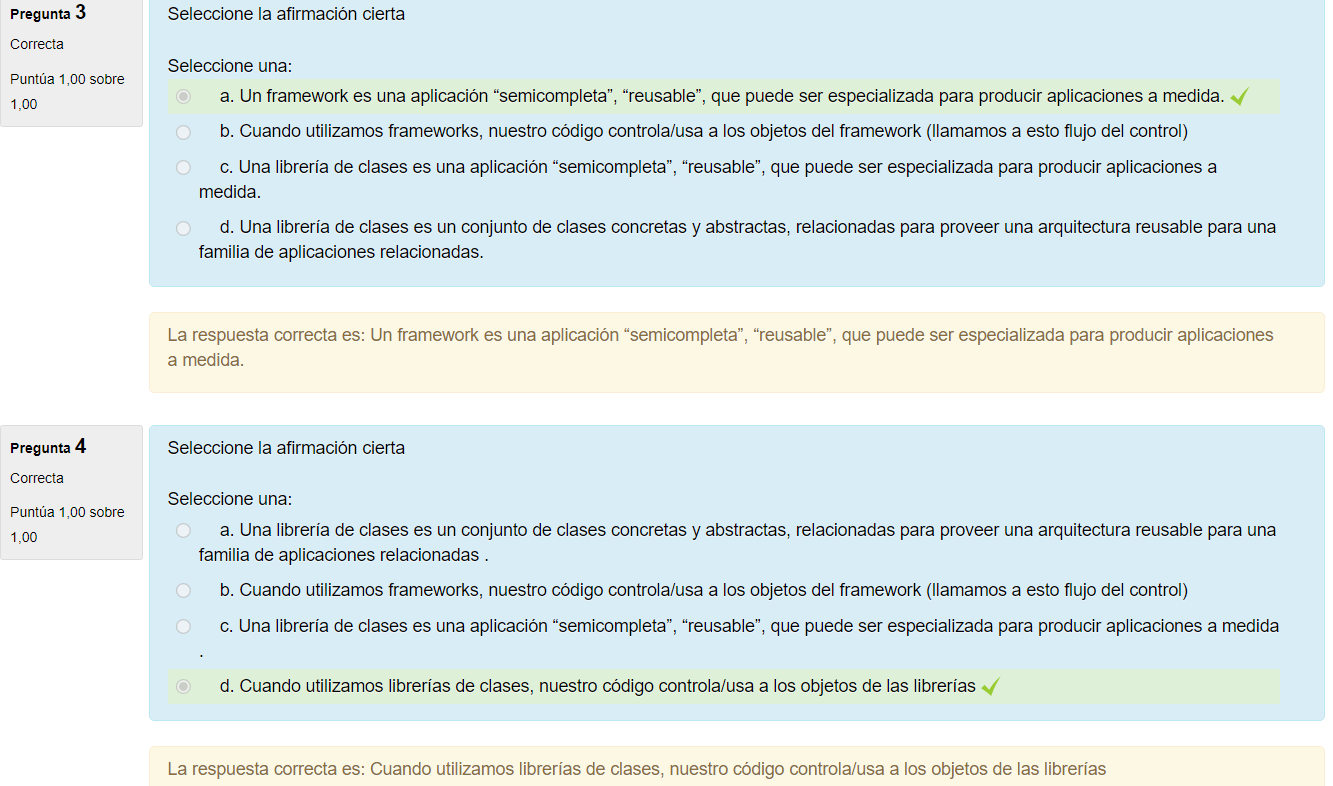 Pregunta 3
Correcta
Puntúa 1,00 sobre
1,00
Seleccione la afirmación cierta
Seleccione una:
a. Un framework es una aplicación “semicompleta”, “reusable”, que puede ser especializada para producir aplicaciones a medida.
b. Cuando utilizamos frameworks, nuestro código controla/usa a los objetos del framework (llamamos a esto flujo del control)
c. Una librería de clases es una aplicación “semicompleta”, “reusable”, que puede ser especializada para producir aplicaciones a
medida.
d. Una librería de clases es un conjunto de clases concretas y abstractas, relacionadas para proveer una arquitectura reusable para una
familia de aplicaciones relacionadas.
La respuesta correcta es: Un framework es una aplicación “semicompleta”, “reusable”, que puede ser especializada para producir aplicaciones
a medida.
Pregunta 4
Correcta
Puntúa 1,00 sobre
1,00
Seleccione la afirmación cierta
Seleccione una:
a. Una librería de clases es un conjunto de clases concretas y abstractas, relacionadas para proveer una arquitectura reusable para una
familia de aplicaciones relacionadas .
b. Cuando utilizamos frameworks, nuestro código controla/usa a los objetos del framework (llamamos a esto flujo del control)
c. Una librería de clases es una aplicación “semicompleta”, “reusable”, que puede ser especializada para producir aplicaciones a medida
.
d. Cuando utilizamos librerías de clases, nuestro código controla/usa a los objetos de las librerías
La respuesta correcta es: Cuando utilizamos librerías de clases, nuestro código controla/usa a los objetos de las librerías